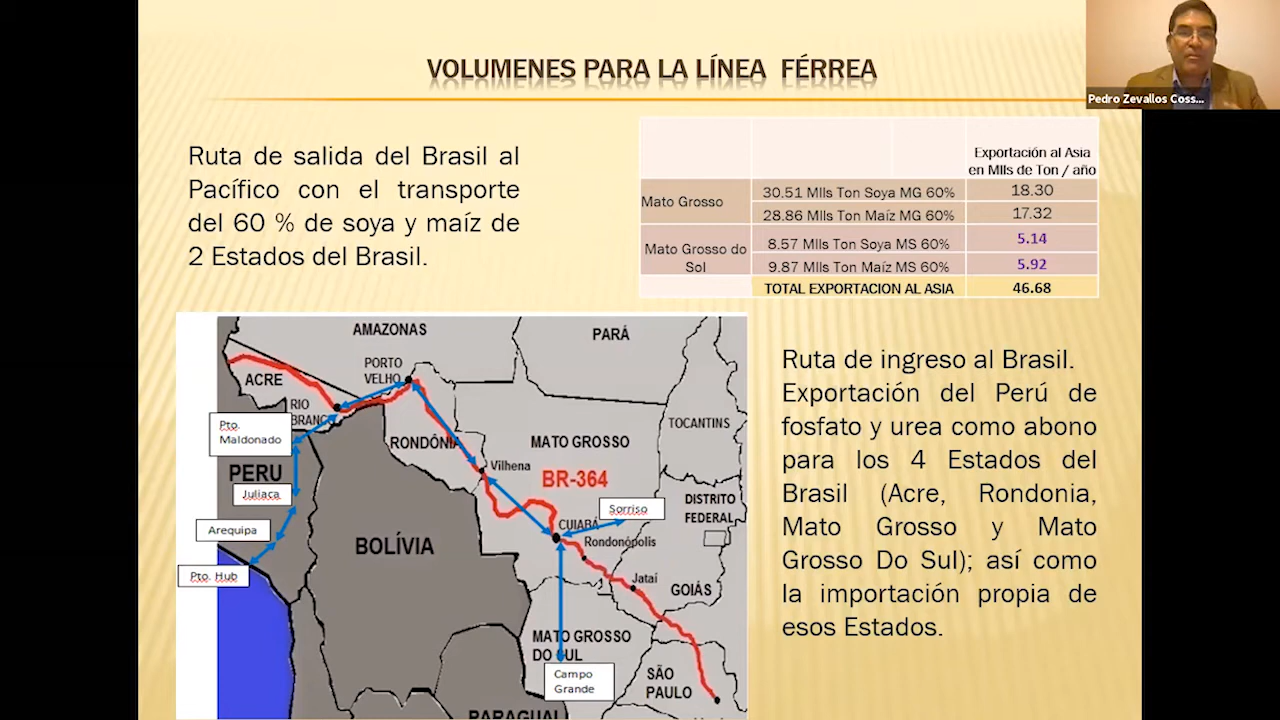 VOLUMENES PARA LA LÍNEA FÉRREA
Pedro Zevallos Coss...
Ruta de salida del Brasil al
Pacífico con el transporte
del 60 % de soya y maíz de
2 Estados del Brasil.
Exportación al Asia
en Mlls de Ton / año
Mato Grosso
30.51 Mlls Ton Soya MG 60%
18.30
28.86 Mlls Ton Maíz MG 60%
17.32
Mato Grosso do
Sol
8.57 Mlls Ton Soya MS 60%
5.14
9.87 Mlls Ton Maíz MS 60%
5.92
TOTAL EXPORTACION AL ASIA
46.68
AMAZONAS
PARÁ
PORTO
VELHO
ACRE
RIO
BRANCO
Pto.
Maldonado
TOCANTINS
RONDÔNIA
MATO GROSSO
PERU
Vilhena
BR-364
Juliaca
DISTRITO
FEDERAL
Sorriso
Arequipa
CUIABÁ
Rondonópolis
BOLÍVIA
Pto. Hub
Jataí
GOIÁS
MATO GROSSO
DO SUL
Campo
Grande
SÃO
PAULO
PARAGUAI
Ruta de ingreso al Brasil.
Exportación del Perú de
fosfato y urea como abono
para los 4 Estados del
Brasil (Acre, Rondonia,
Mato Grosso y Mato
Grosso Do Sul); así como
la importación propia de
esos Estados.